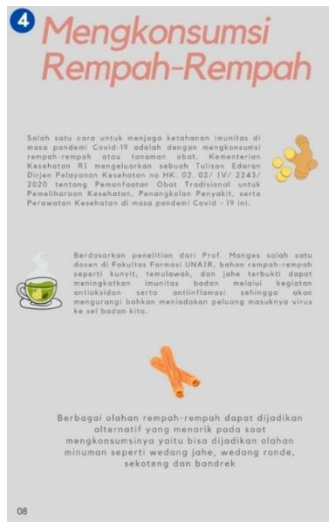 4
Mengkonsumsi
Rempah-Rempah
Salah satu cara untuk menjaga ketahanan imunitas di
masa pandemi Covid-19 adalah dengan mengkonsumsi
rempah-rempah atau tanaman obat. Kementerian
Kesehatan RI mengeluarkan sebuah Tulisan Edaran
Dirjen Pelayanan Kesehatan no HK. 02. 02/ IV/ 2243/
2020 tentang Pemanfaatan Obat Tradisional untuk
Pemeliharaan Kesehatan, Penangkalan Penyakit, serta
Perawatan Kesehatan di masa pandemi Covid - 19 ini.
Berdasarkan penelitian dari Prof. Manges salah satu
dosen di Fakultas Farmasi UNAIR, bahan rempah-rempah
seperti kunyit, temulawak, dan jahe terbukti dapat
meningkatkan imunitas badan melalui kegiatan
antioksidan serta antiinflamasi sehingga akan
mengurangi bahkan meniadakan peluang masuknya virus
ke sel badan kita.
Berbagai olahan rempah-rempah dapat dijadikan
alternatif yang menarik pada saat
mengkonsumsinya yaitu bisa dijadikan olahan
minuman seperti wedang jahe, wedang ronde,
sekoteng dan bandrek
08